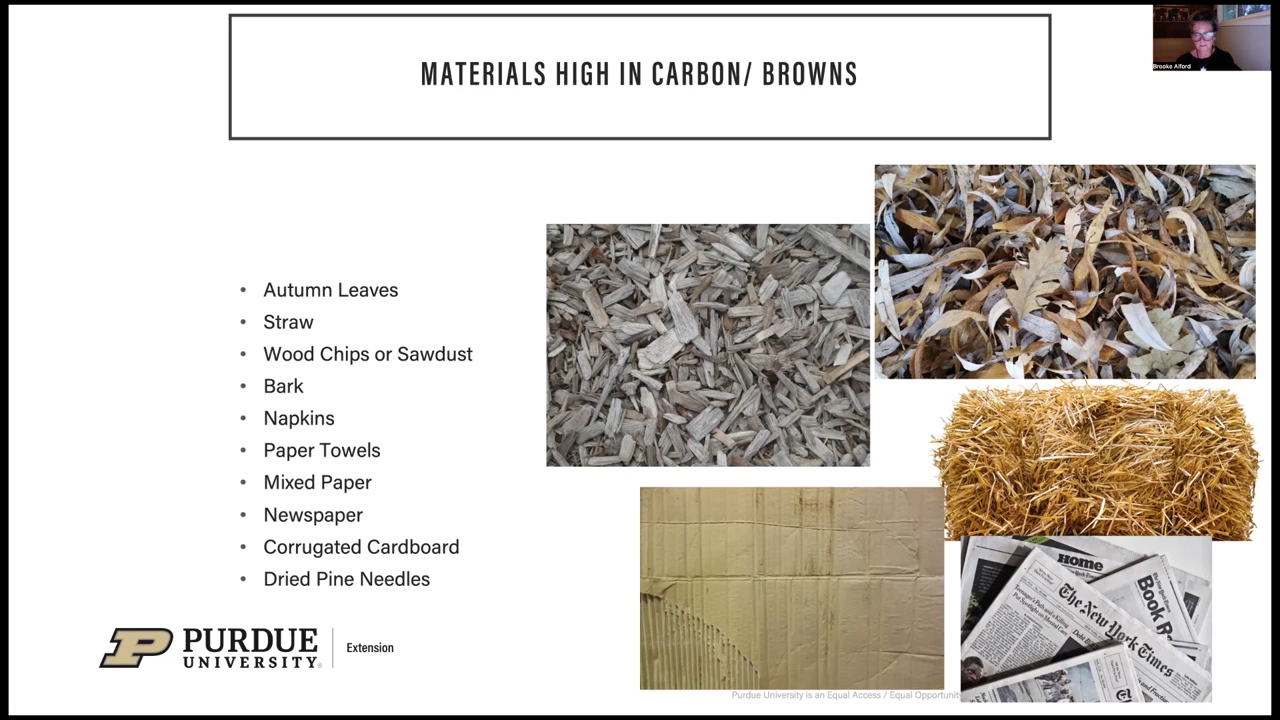 MATERIALS HIGH IN CARBON/ BROWNS
Brooke Alford
• Autumn Leaves
• Straw
• Wood Chips or Sawdust
• Bark
• Napkins
• Paper Towels
• Mixed Paper
• Newspaper
• Corrugated Cardboard
• Dried Pine Needles
P PURDUE UNIVERSITY® Extension
Home
The New York Times
Book
Purdue University is an Equal Access / Equal Opportunity